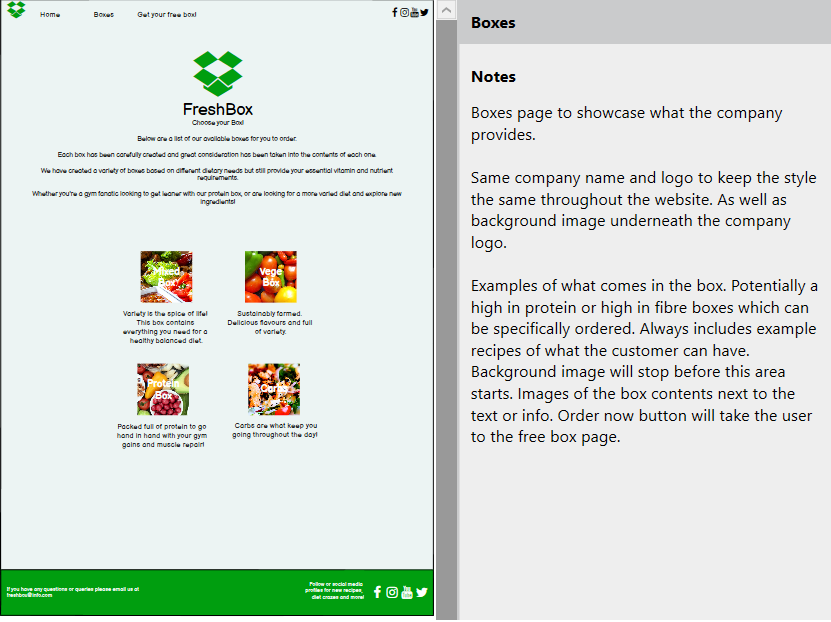 Home Boxes Get your free box!
FreshBox
Choose your Box!
Below are a list of our available boxes for you to order.
Each box has been carefully created and great consideration has been taken into the contents of each one.
We have created a variety of boxes based on different dietary needs but still provide your essential vitamin and nutrient
requirements.
Whether you're a gym fanatic looking to get leaner with our protein box, or are looking for a more varied diet and explore new
ingredients!
Mixed
Box
Variety is the spice of life!
This box contains
everything you need for a
healthy balanced diet.
Vege
Box
Sustainably farmed.
Delicious flavours and full
of variety.
Protein
Box
Packed full of protein to go
hand in hand with your gym
gains and muscle repair!
Carbs
Carbs are what keep you
going throughout the day!
If you have any questions or queries please email us at
freshbox@info.com
Follow or social media
profiles for new recipes,
diet crazes and more!
Boxes
Notes
Boxes page to showcase what the company
provides.
Same company name and logo to keep the style
the same throughout the website. As well as
background image underneath the company
logo.
Examples of what comes in the box. Potentially a
high in protein or high in fibre boxes which can
be specifically ordered. Always includes example
recipes of what the customer can have.
Background image will stop before this area
starts. Images of the box contents next to the
text or info. Order now button will take the user
to the free box page.